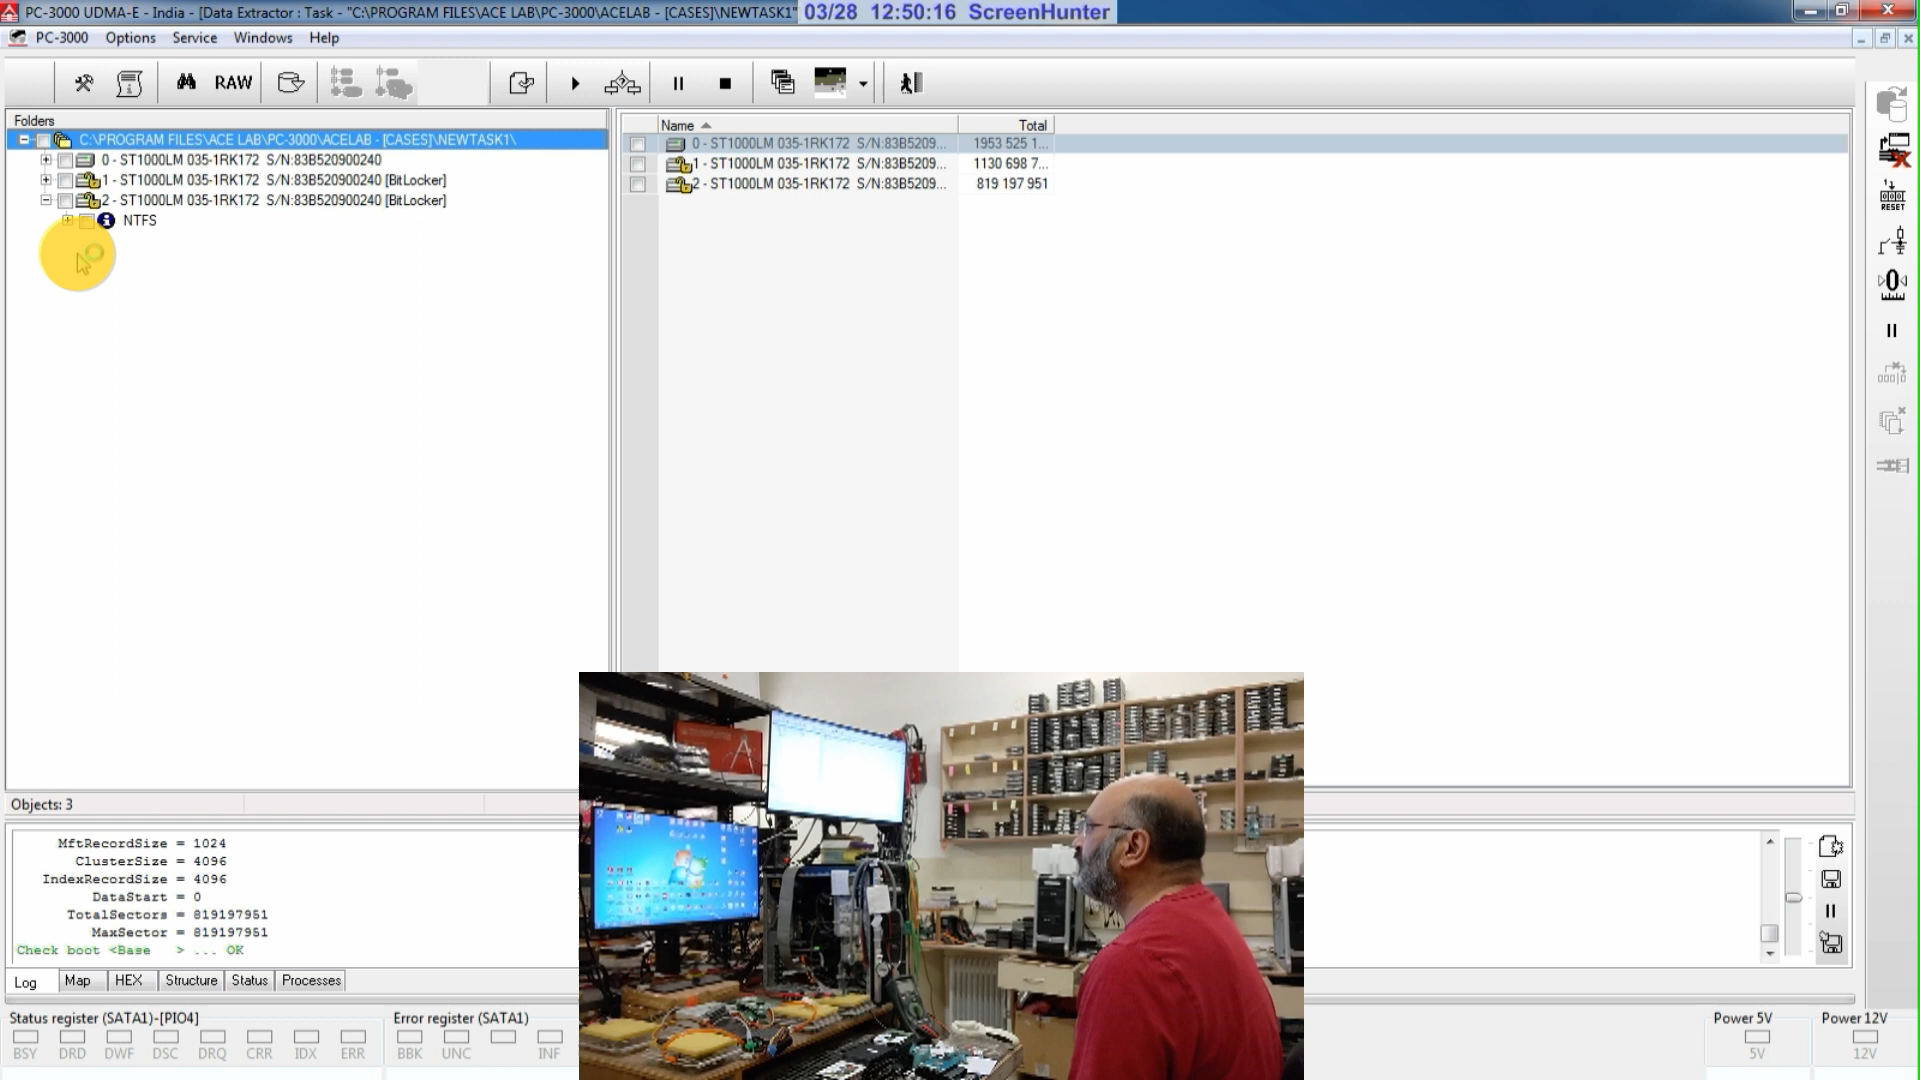 PC-3000 UDMA-E - India - [Data Extractor : Task - "C:\PROGRAM FILES\ACE LAB\PC-3000\ACELAB - [CASES]\NEWTASK1"
03/28 12:50:16 ScreenHunter
PC-3000 Options Service Windows Help
RAW
Folders
C:\PROGRAM FILES\ACE LAB\PC-3000\ACELAB - [CASES]\NEWTASK1\
0 - ST1000LM 035-1RK172 S/N:83B520900240
1 - ST1000LM 035-1RK172 S/N:83B520900240 [BitLocker]
2 - ST1000LM 035-1RK172 S/N:83B520900240 [BitLocker]
NTFS
Name Total
0 - ST1000LM 035-1RK172 S/N:83B5209... 1953 525 1...
1 - ST1000LM 035-1RK172 S/N:83B5209... 1130 698 7...
2 - ST1000LM 035-1RK172 S/N:83B5209... 819 197 951
RESET
Objects: 3
MftRecordSize = 1024
ClusterSize = 4096
IndexRecordSize = 4096
DataStart = 0
TotalSectors = 819197951
MaxSector = 819197951
Check boot <Base > ... OK
Log Map HEX Structure Status Processes
Status register (SATA1)-[PIO4]
BSY DRD DWF DSC DRQ CRR IDX ERR
Error register (SATA1)
BBK UNC INF
Power 5V
5V
Power 12V
12V